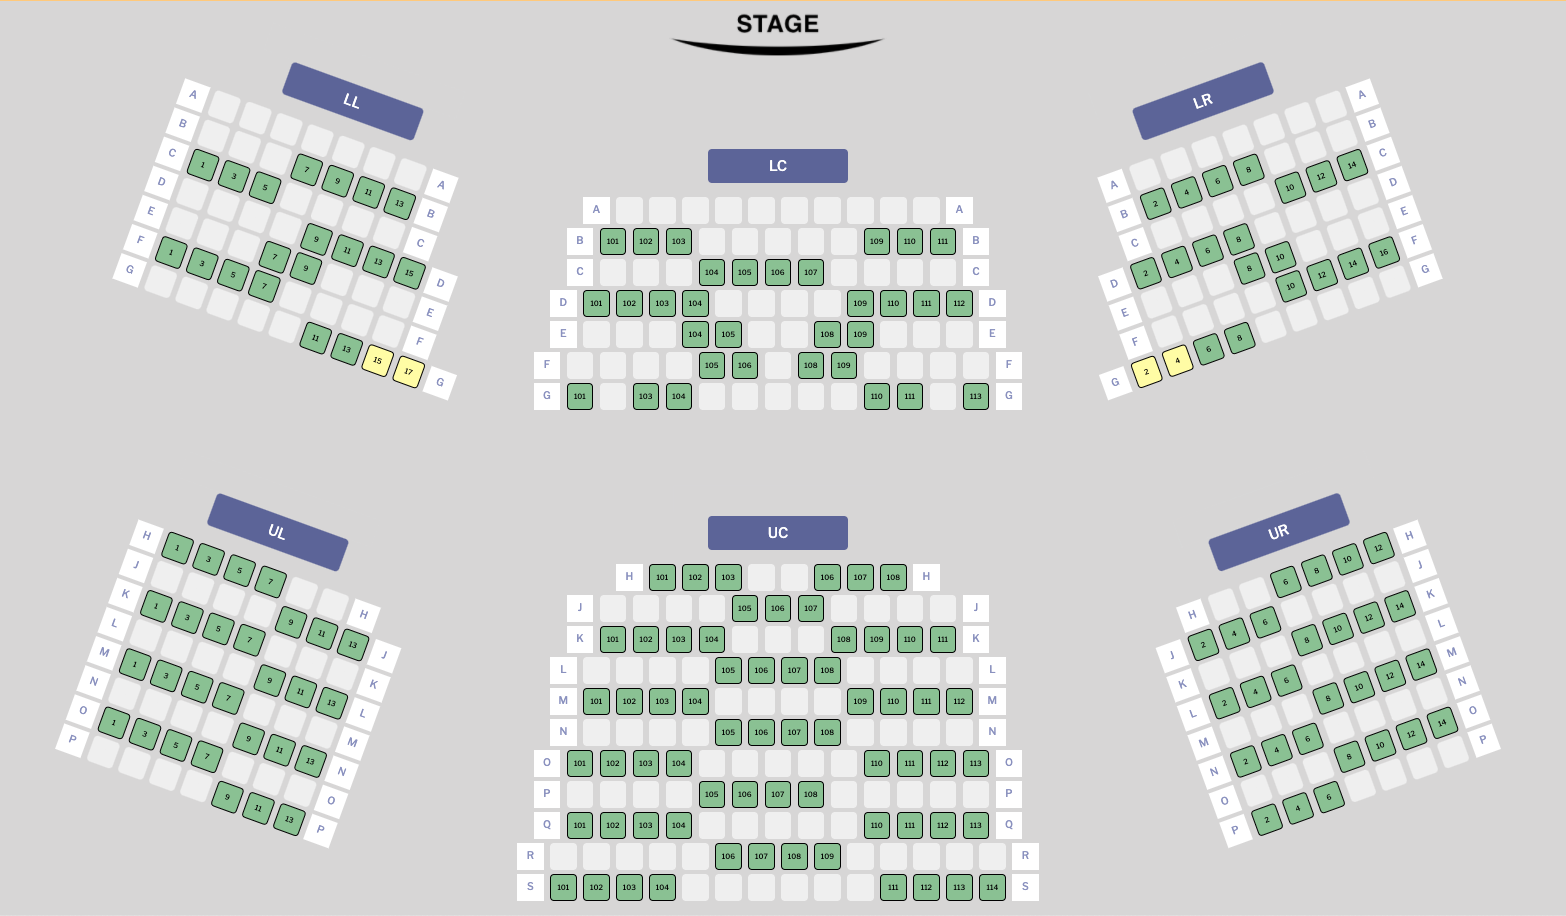 STAGE
LL
A A
B 7 9 11 13 B
C 1 3 5 C
D 9 11 13 15 D
E 7 9 E
F 1 3 5 7 F
G 11 13 15 17 G
LC
A A
B 101 102 103 109 110 111 B
C 104 105 106 107 C
D 101 102 103 104 109 110 111 112 D
E 104 105 108 109 E
F 105 106 108 109 F
G 101 103 104 110 111 113 G
LR
A A
B 2 4 6 8 B
C 10 12 14 C
D 2 4 6 8 D
E 8 10 E
F 10 12 14 16 F
G 2 4 6 8 G
UL
H 1 3 5 7 H
J 9 11 13 J
K 1 3 5 7 K
L 9 11 13 L
M 1 3 5 7 M
N 9 11 13 N
O 1 3 5 7 O
P 9 11 13 P
UC
H 101 102 103 106 107 108 H
J 105 106 107 J
K 101 102 103 104 108 109 110 111 K
L 105 106 107 108 L
M 101 102 103 104 109 110 111 112 M
N 105 106 107 108 N
O 101 102 103 104 110 111 112 113 O
P 105 106 107 108 P
Q 101 102 103 104 110 111 112 113 Q
R 106 107 108 109 R
S 101 102 103 104 111 112 113 114 S
UR
H 6 8 10 12 H
J 2 4 6 J
K 8 10 12 14 K
L 2 4 6 L
M 8 10 12 14 M
N 2 4 6 N
O 8 10 12 14 O
P 2 4 6 P